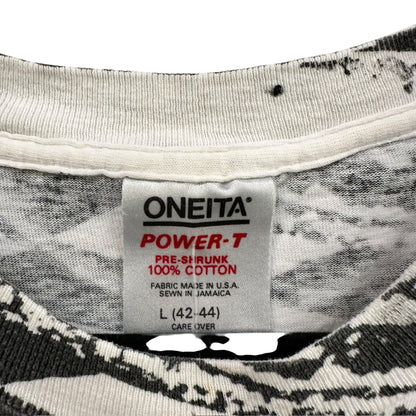 ONEITA®
POWER-T
PRE-SHRUNK
100% COTTON
FABRIC MADE IN U.S.A.
SEWN IN JAMAICA
L (42-44)
CARE OVER